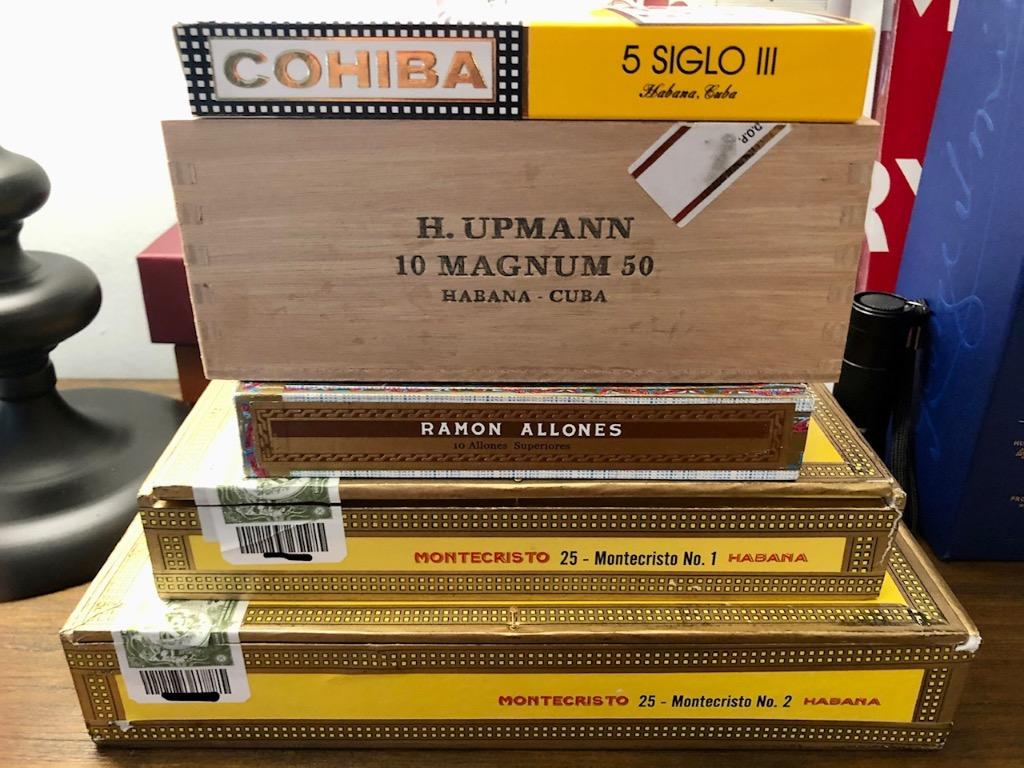 COHIBA
5 SIGLO III
Habana, Cuba
D.O.P.
H. UPMANN
10 MAGNUM 50
HABANA - CUBA
RAMON ALLONES
10 Allones Superiores
MONTECRISTO 25 - Montecristo No. 1 HABANA
MONTECRISTO 25 - Montecristo No. 2 HABANA